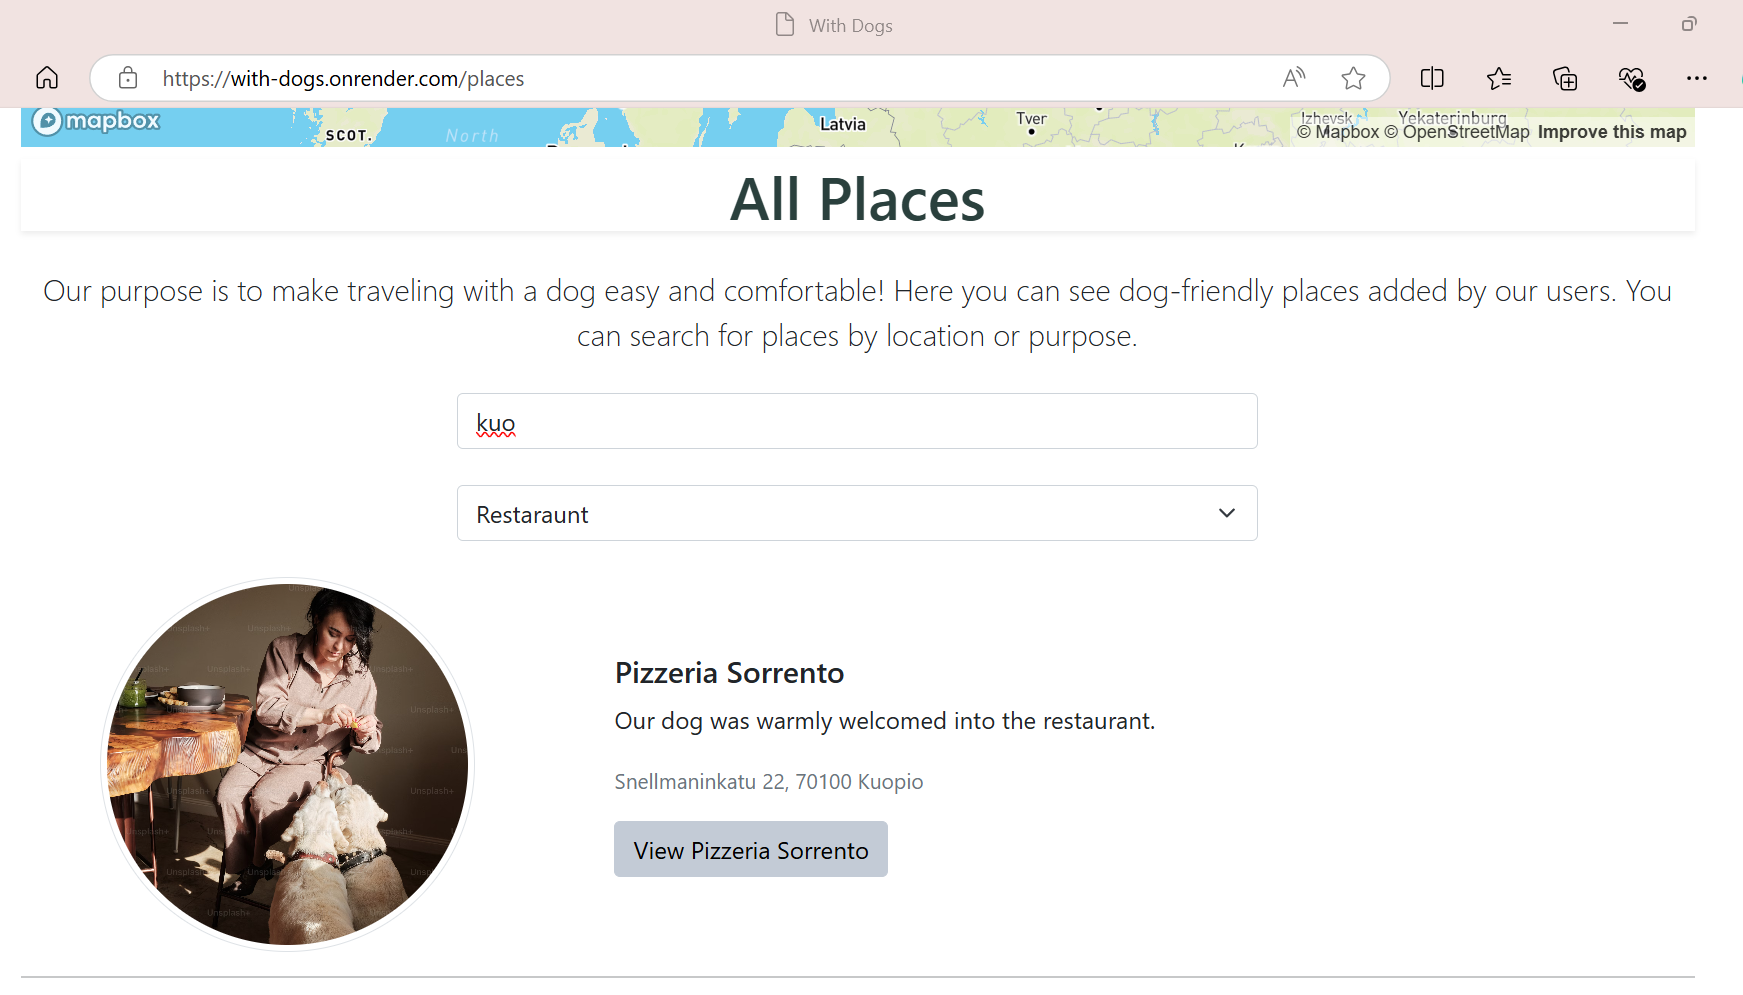 With Dogs
https://with-dogs.onrender.com/places
mapbox
SCOT.
North
Latvia
Tver
Izhevsk
Yekaterinburg
© Mapbox © OpenStreetMap Improve this map
All Places
Our purpose is to make traveling with a dog easy and comfortable! Here you can see dog-friendly places added by our users. You
can search for places by location or purpose.
kuo
Restaraunt
Pizzeria Sorrento
Our dog was warmly welcomed into the restaurant.
Snellmaninkatu 22, 70100 Kuopio
View Pizzeria Sorrento
Unsplash+